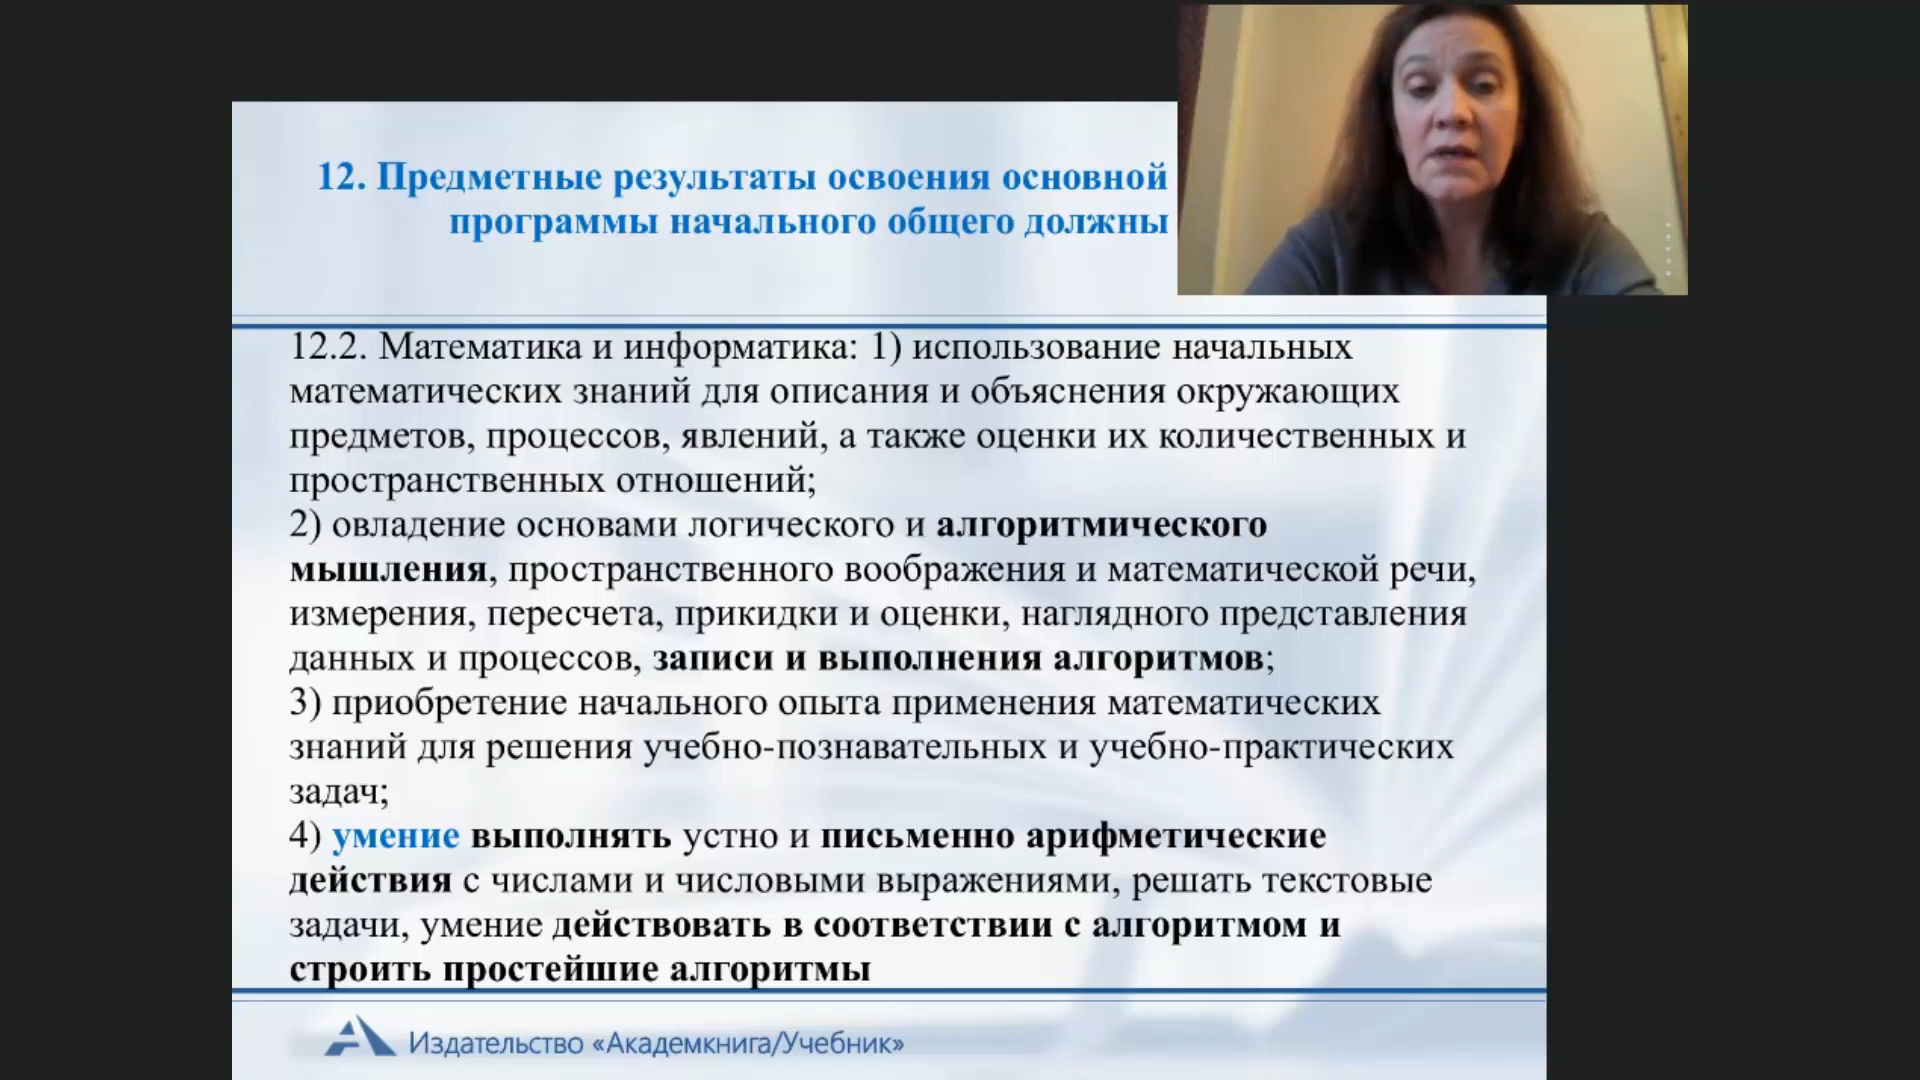 12. Предметные результаты освоения основной
программы начального общего должны
12.2. Математика и информатика: 1) использование начальных
математических знаний для описания и объяснения окружающих
предметов, процессов, явлений, а также оценки их количественных и
пространственных отношений;
2) овладение основами логического и алгоритмического
мышления, пространственного воображения и математической речи,
измерения, пересчета, прикидки и оценки, наглядного представления
данных и процессов, записи и выполнения алгоритмов;
3) приобретение начального опыта применения математических
знаний для решения учебно-познавательных и учебно-практических
задач;
4) умение выполнять устно и письменно арифметические
действия с числами и числовыми выражениями, решать текстовые
задачи, умение действовать в соответствии с алгоритмом и
строить простейшие алгоритмы
Издательство «Академкнига/Учебник»